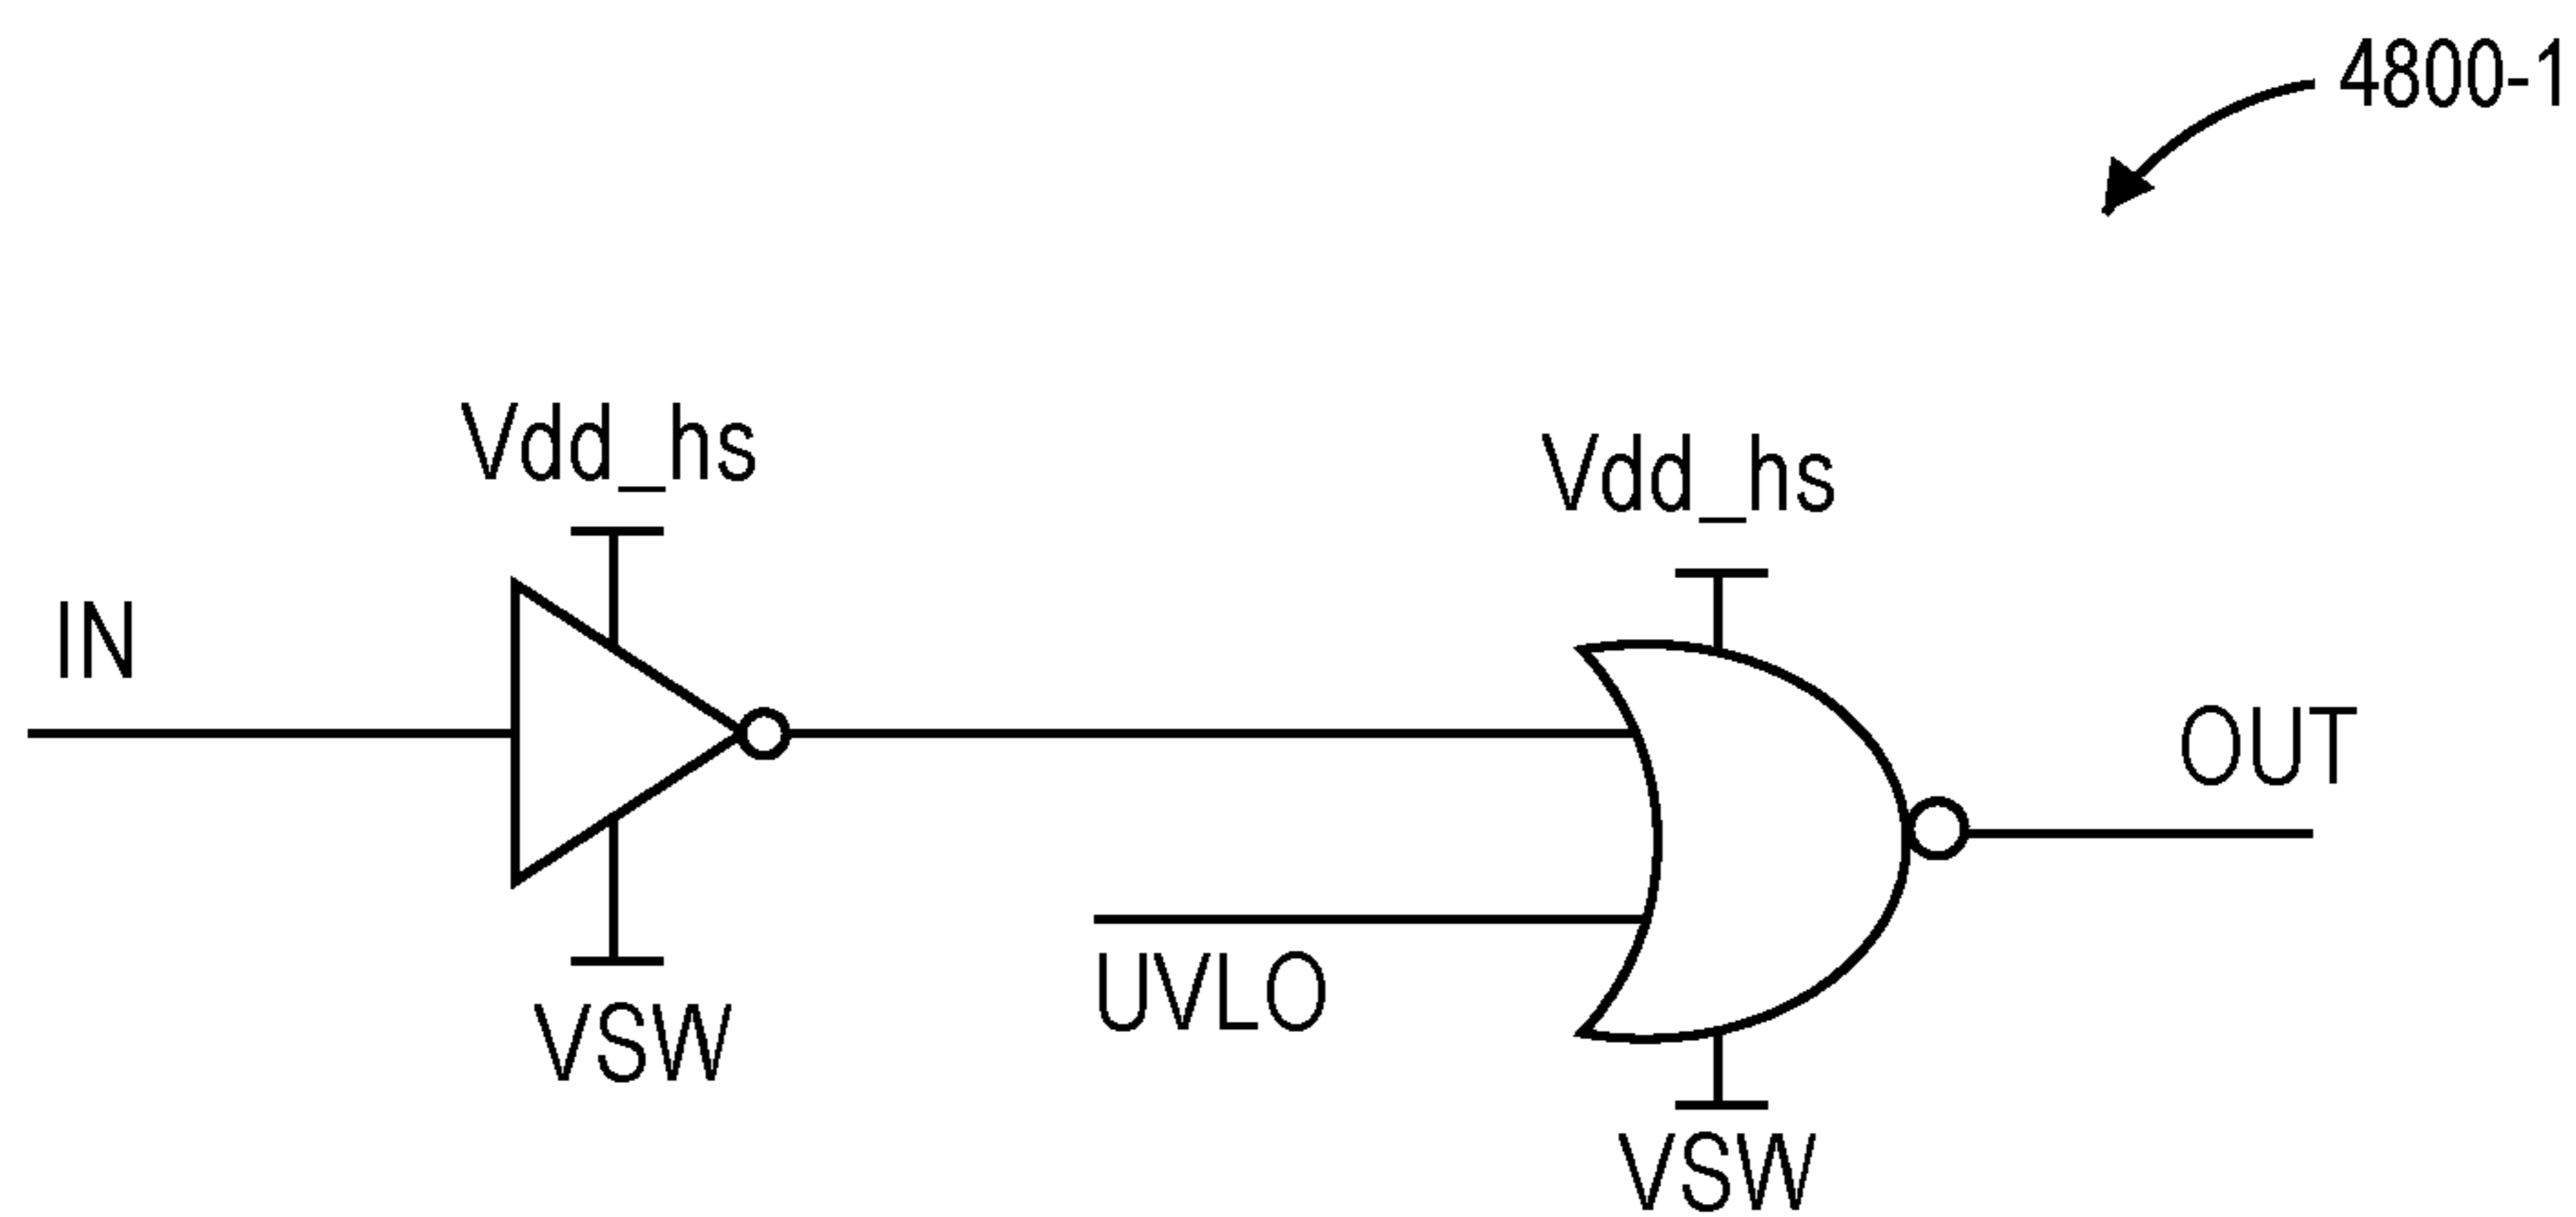 4800-1
Vdd_hs
Vdd_hs
IN
OUT
UVLO
VSW
VSW